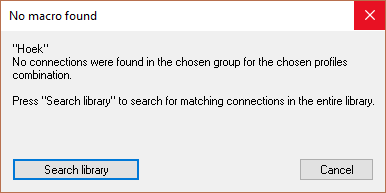 No macro found
"Hoek"
No connections were found in the chosen group for the chosen profiles
combination.
Press "Search library" to search for matching connections in the entire library.
Search library
Cancel